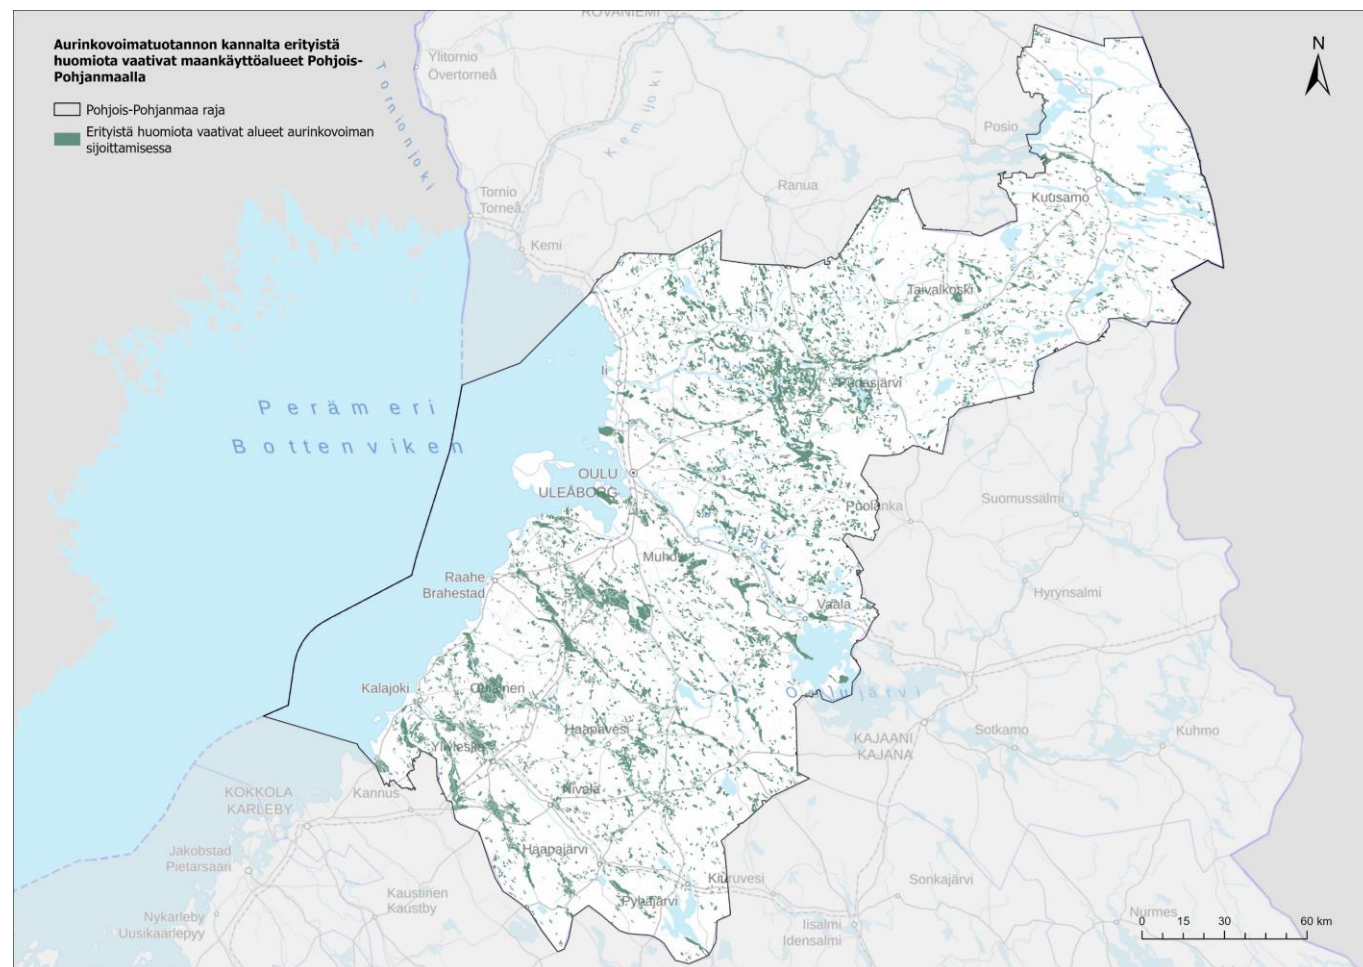 Aurinkovoimatuotannon kannalta erityistä
huomiota vaativat maankäyttöalueet Pohjois-
Pohjanmaalla
Pohjois-Pohjanmaa raja
Erityistä huomiota vaativat alueet aurinkovoiman
sijoittamisessa
ROVANIEMI
N
Ylitornio
Övertorneå
Tornionjoki
Kemijoki
Posio
Tornio
Torneå
Ranua
Kuusamo
Kemi
Taivalkoski
Ii
Pudasjärvi
Perämeri
Bottenviken
OULU
ULEÅBORG
Suomussalmi
Puolanka
Muhos
Raahe
Brahestad
Hyrynsalmi
Vaala
Kalajoki
Oulainen
Oulujärvi
Haapavesi
Ylivieska
KAJAANI
KAJANA
Sotkamo
Kuhmo
KOKKOLA
KARLEBY
Kannus
Nivala
Jakobstad
Pietarsaari
Haapajärvi
Kaustinen
Kaustby
Kiuruvesi
Sonkajärvi
Pyhäjärvi
Nykarleby
Uusikaarlepyy
Iisalmi
Idensalmi
Nurmes
0 15 30 60 km